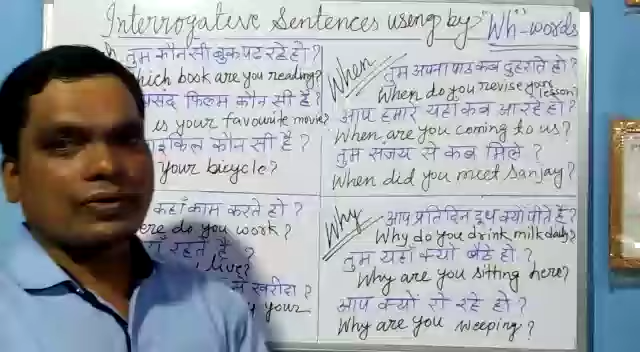 Interrogative Sentences using by "Wh-words"
तुम कौन सी बुक पढ रहे हो ?
hich book are you reading?
पसंद फिल्म कौन सी है ?
is your favourite movie?
इकिल कौन सी है ?
your bicycle?
कहाँ काम करते हो ?
ere do you work?
रहते है ?
live?
खरीदा ?
your
When
तुम अपना पाठ कब दुहराते हो ?
When do you revise your lesson?
आप हमारे यहाँ कब आ रहे हो ?
When are you coming to us?
तुम संजय से कब मिले ?
When did you meet Sanjay?
Why
आप प्रतिदिन दूध क्यों पीते हैं ?
Why do you drink milk daily?
तुम यहाँ क्यों बैठे हो ?
Why are you sitting here?
आप क्यों रो रहे हो ?
Why are you weeping?